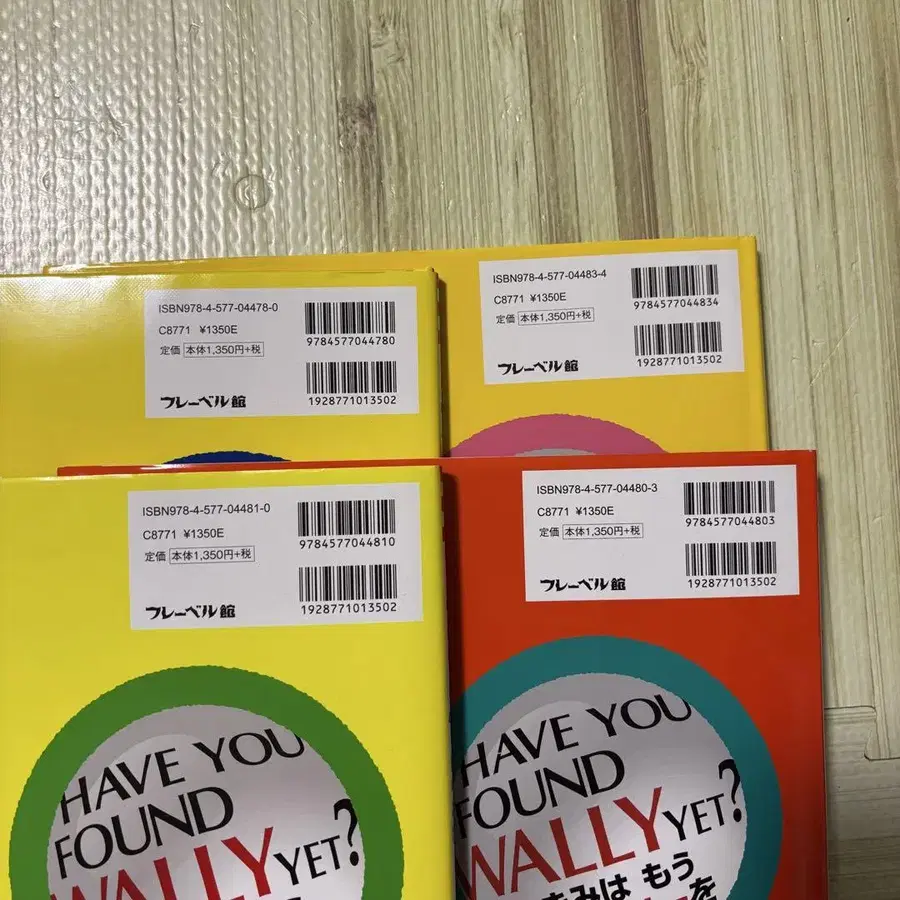 ISBN978-4-577-04478-0
C8771 ¥1350E
定価 本体1,350円+税
フレーベル館
9784577044780
1928771013502
ISBN978-4-577-04483-4
C8771 ¥1350E
定価 本体1,350円+税
フレーベル館
9784577044834
1928771013502
ISBN978-4-577-04481-0
C8771 ¥1350E
定価 本体1,350円+税
フレーベル館
9784577044810
1928771013502
HAVE YOU
FOUND
WALLY YET?
ISBN978-4-577-04480-3
C8771 ¥1350E
定価 本体1,350円+税
フレーベル館
9784577044803
1928771013502
HAVE YOU
FOUND
WALLY YET?
きみは もう
を